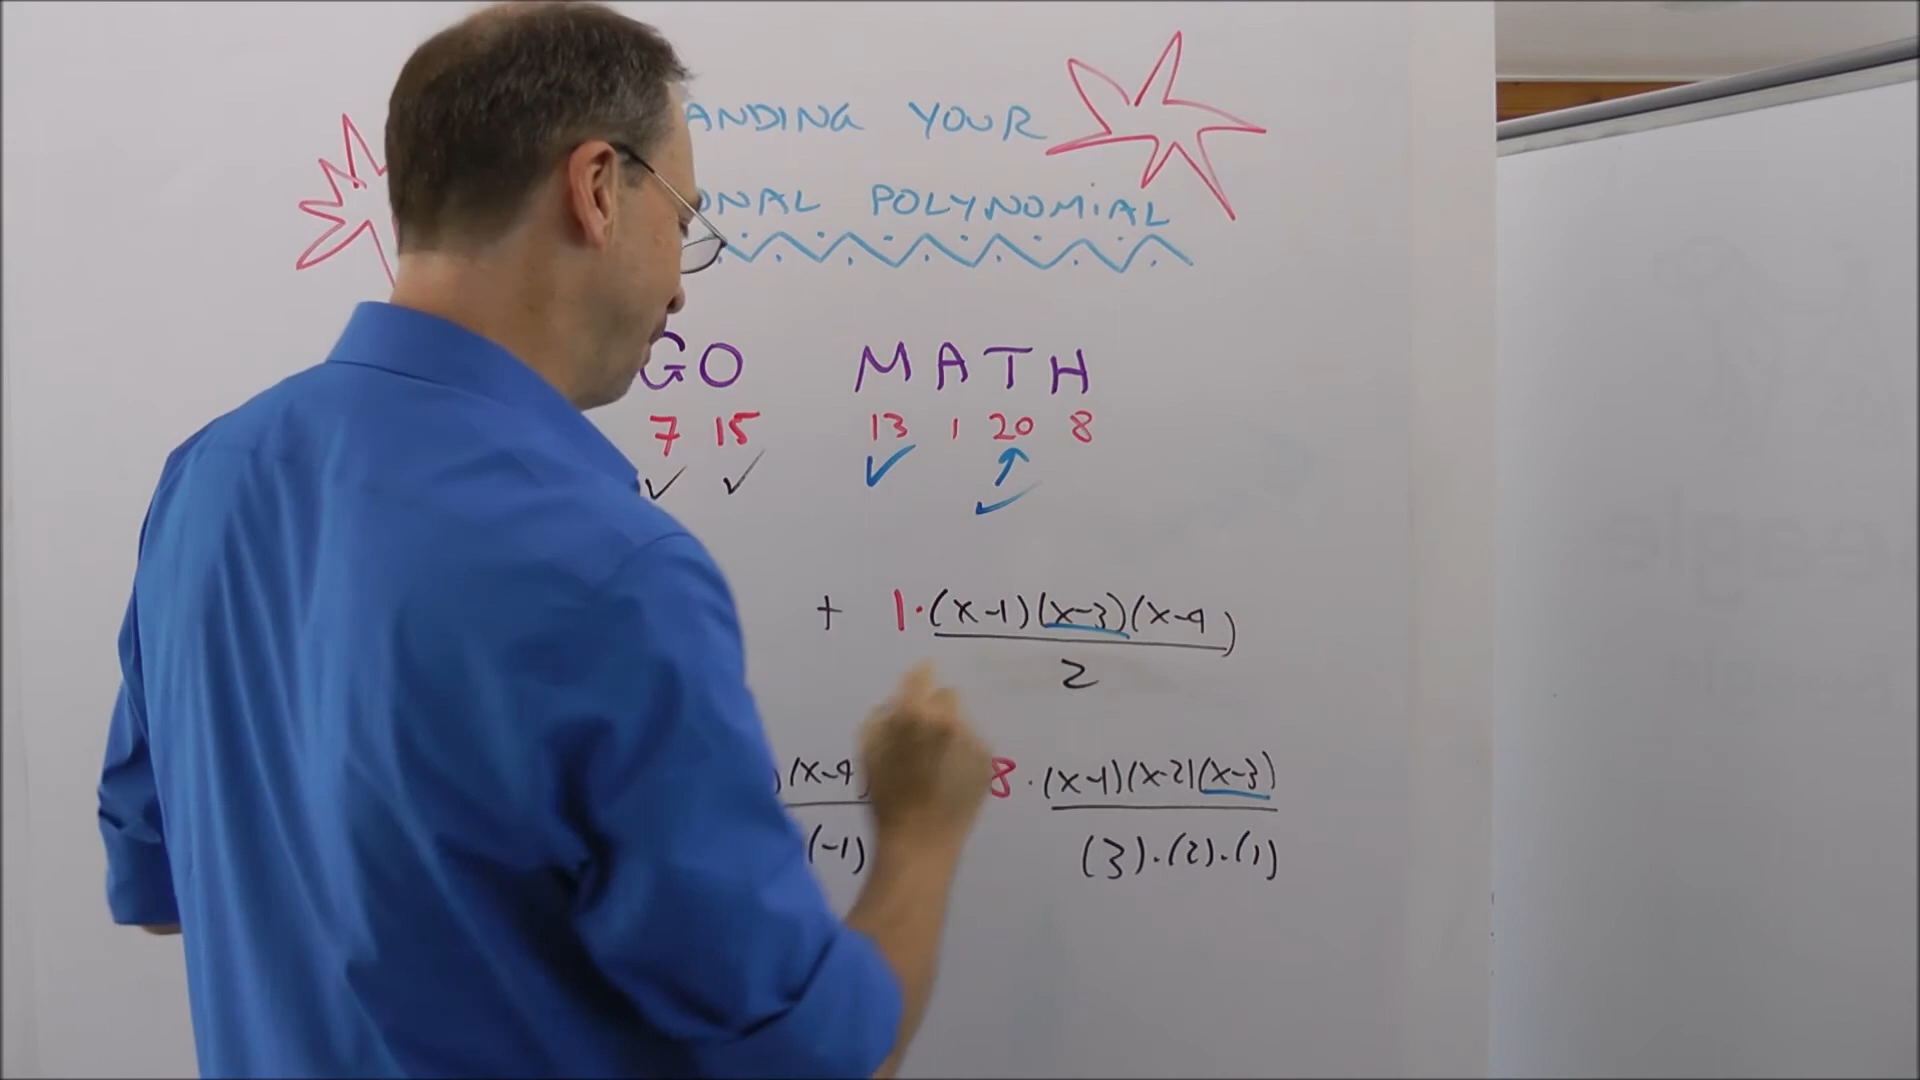 ANDING YOUR
ONAL POLYNOMIAL
GO MATH
7 15 13 1 20 8
+ 1·(x-1)(x-3)(x-4)
2
(x-4) 8·(x-1)(x-2)(x-3)
(-1) (3)·(2)·(1)